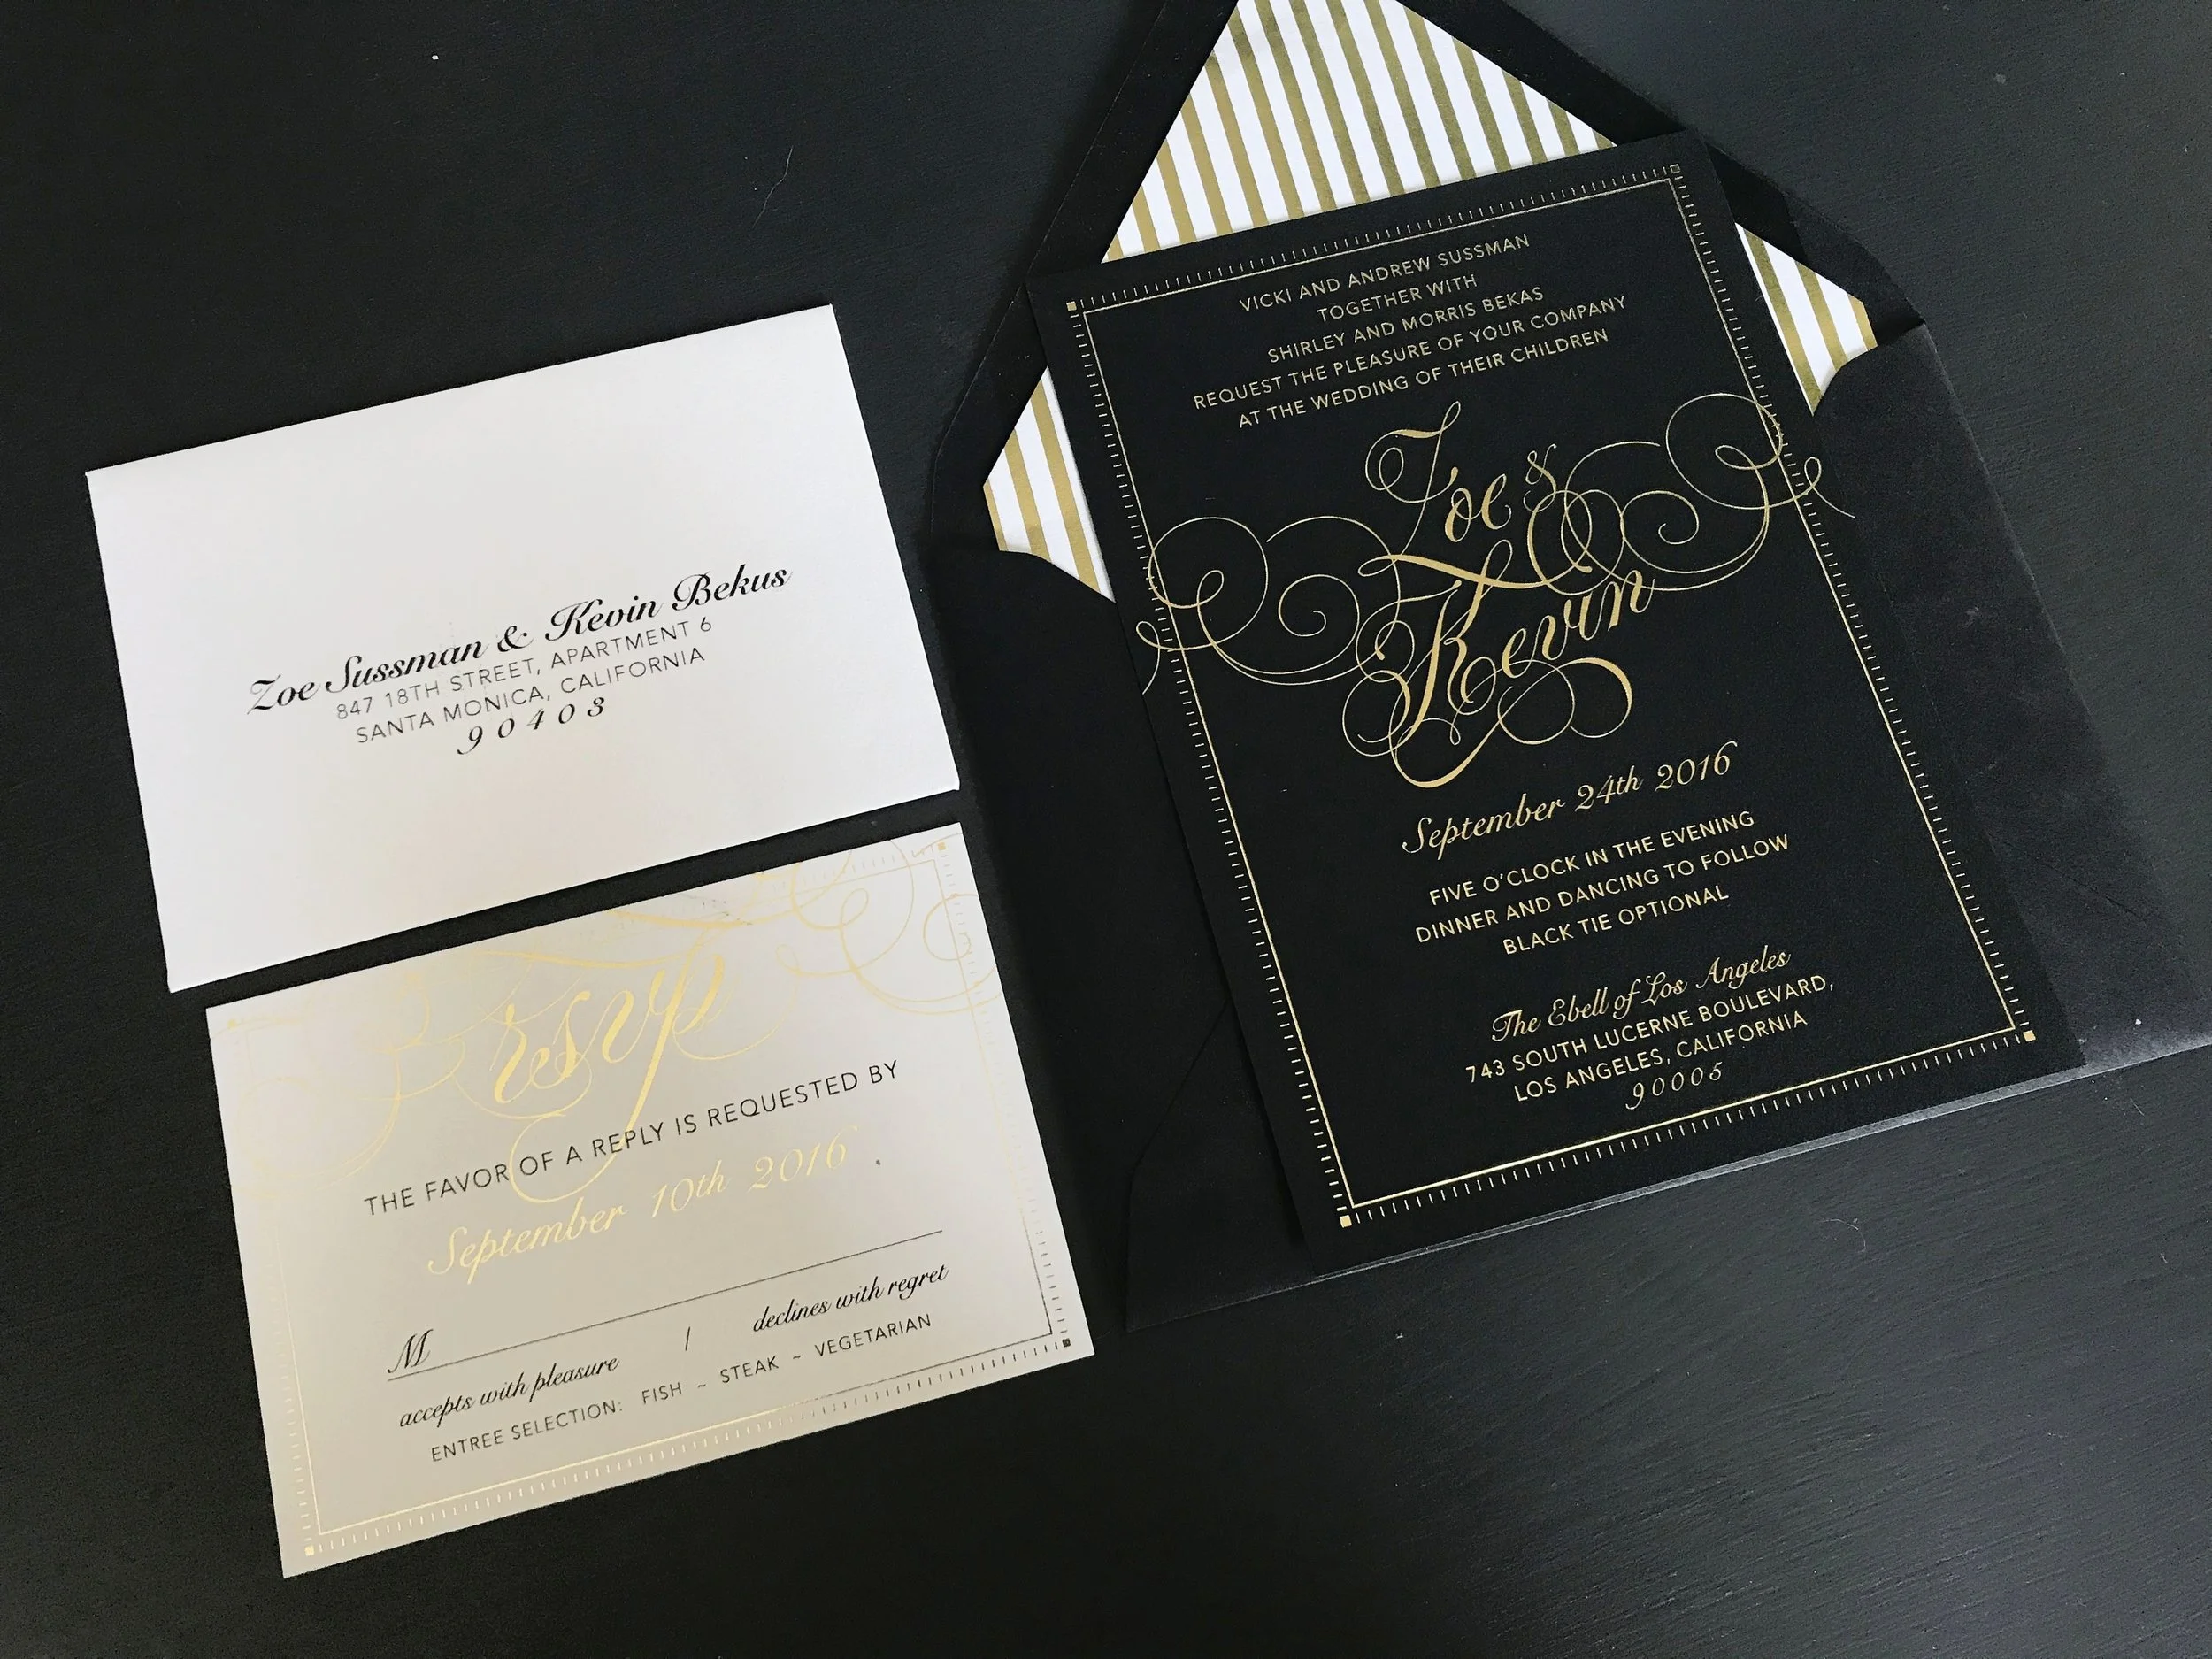 Zoe Sussman & Kevin Bekus
847 18TH STREET, APARTMENT 6
SANTA MONICA, CALIFORNIA
90403
rsvp
THE FAVOR OF A REPLY IS REQUESTED BY
September 10th 2016
M
accepts with pleasure / declines with regret
ENTREE SELECTION: FISH ~ STEAK ~ VEGETARIAN
VICKI AND ANDREW SUSSMAN
TOGETHER WITH
SHIRLEY AND MORRIS BEKAS
REQUEST THE PLEASURE OF YOUR COMPANY
AT THE WEDDING OF THEIR CHILDREN
Zoe &
Kevin
September 24th 2016
FIVE O'CLOCK IN THE EVENING
DINNER AND DANCING TO FOLLOW
BLACK TIE OPTIONAL
The Ebell of Los Angeles
743 SOUTH LUCERNE BOULEVARD,
LOS ANGELES, CALIFORNIA
90005